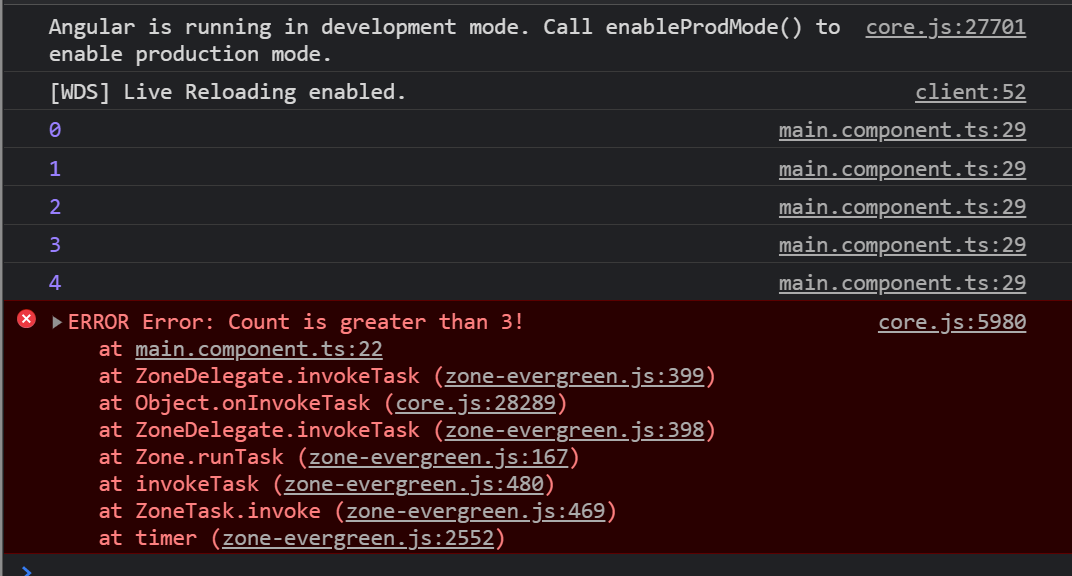 Angular is running in development mode. Call enableProdMode() to core.js:27701
enable production mode.
[WDS] Live Reloading enabled. client:52
0 main.component.ts:29
1 main.component.ts:29
2 main.component.ts:29
3 main.component.ts:29
4 main.component.ts:29
ERROR Error: Count is greater than 3! core.js:5980
at main.component.ts:22
at ZoneDelegate.invokeTask (zone-evergreen.js:399)
at Object.onInvokeTask (core.js:28289)
at ZoneDelegate.invokeTask (zone-evergreen.js:398)
at Zone.runTask (zone-evergreen.js:167)
at invokeTask (zone-evergreen.js:480)
at ZoneTask.invoke (zone-evergreen.js:469)
at timer (zone-evergreen.js:2552)